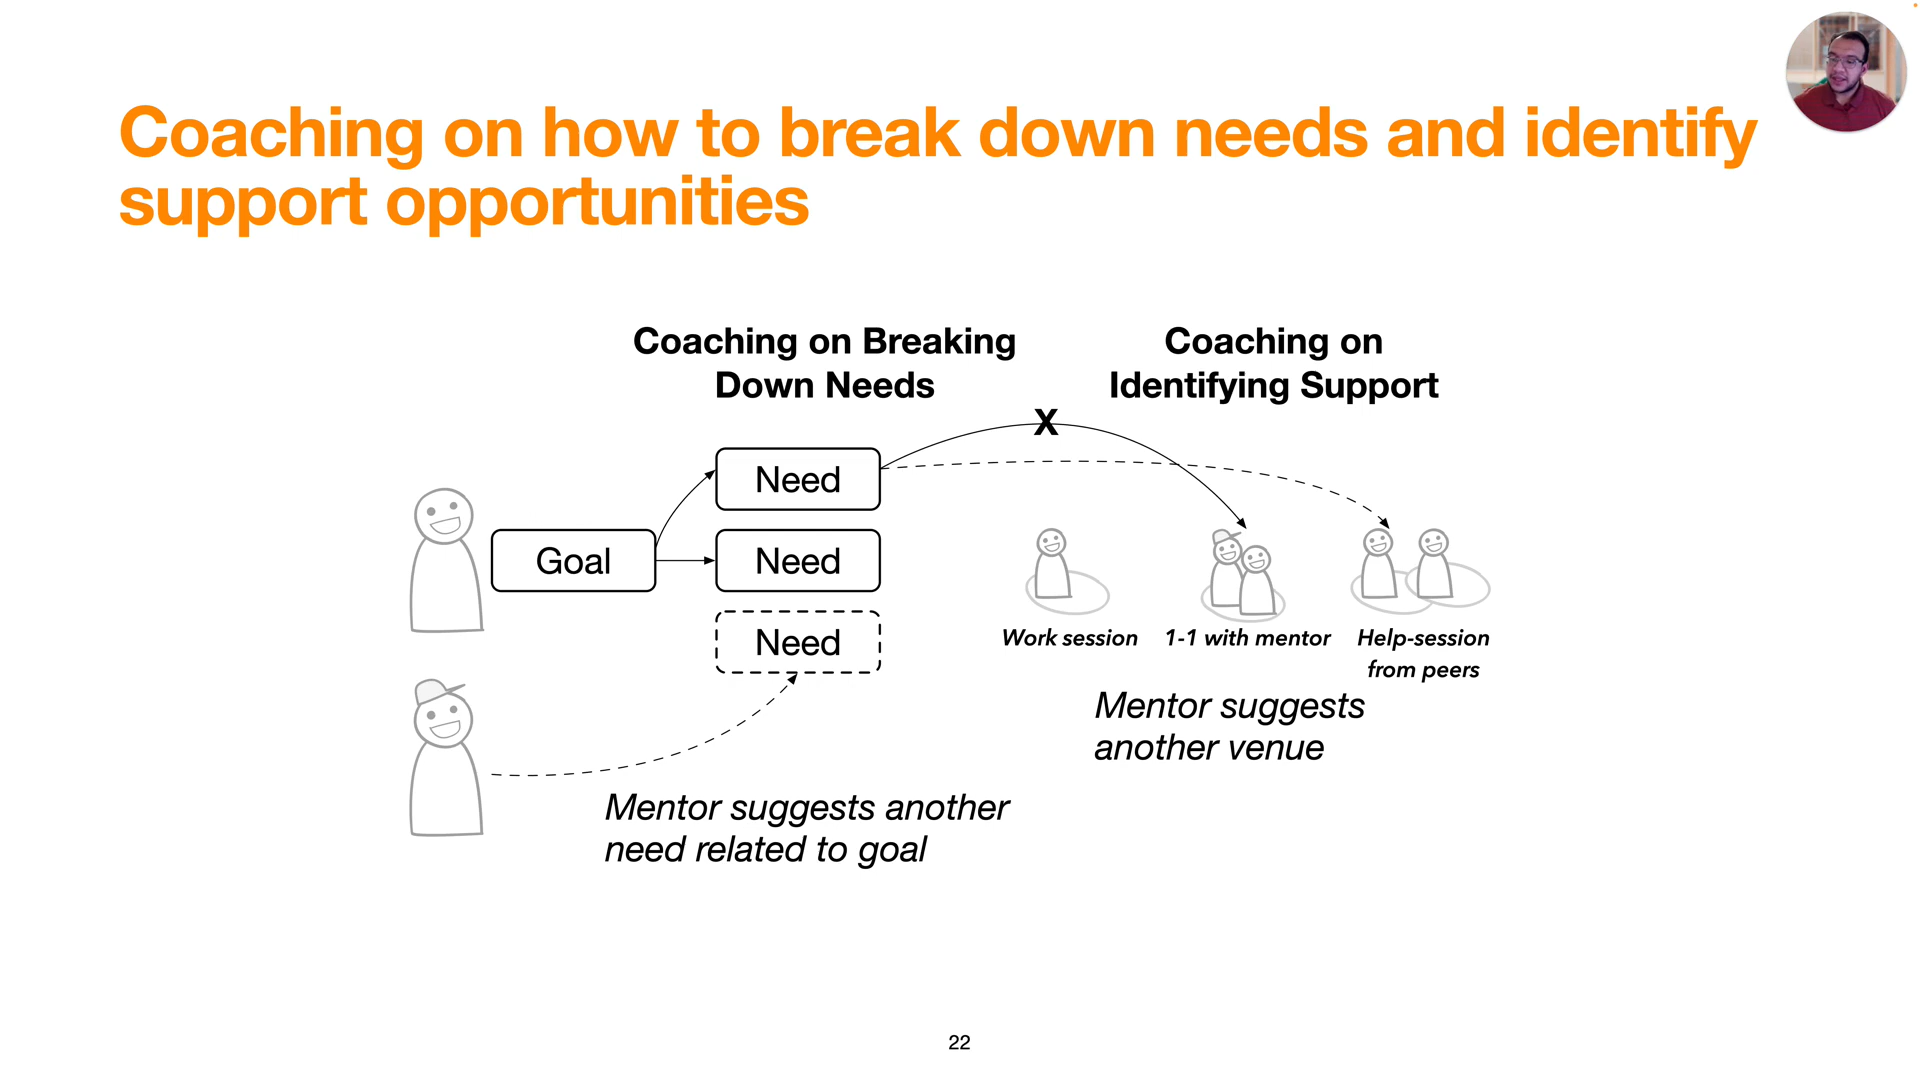 Coaching on how to break down needs and identify
support opportunities
Coaching on Breaking
Down Needs
Coaching on
Identifying Support
X
Need
Goal
Need
Need
Work session
1-1 with mentor
Help-session
from peers
Mentor suggests
another venue
Mentor suggests another
need related to goal
22